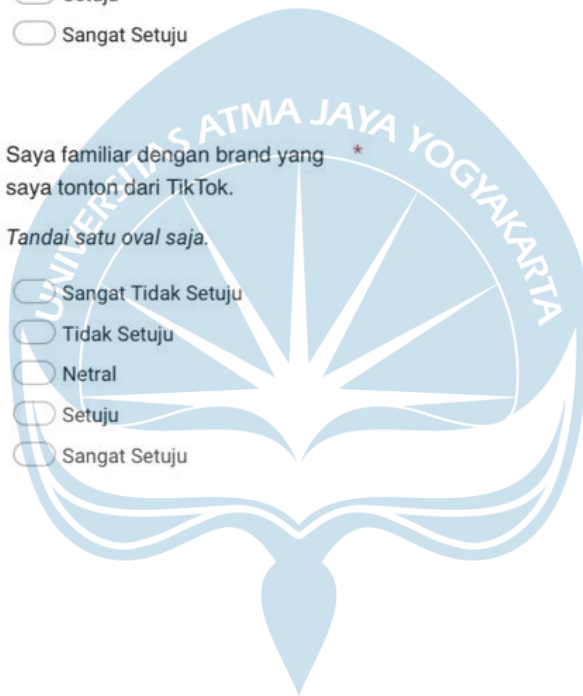 Setuju
Sangat Setuju
Saya familiar dengan brand yang *
saya tonton dari TikTok.
Tandai satu oval saja.
Sangat Tidak Setuju
Tidak Setuju
Netral
Setuju
Sangat Setuju
UNIVERSITAS ATMA JAYA YOGYAKARTA